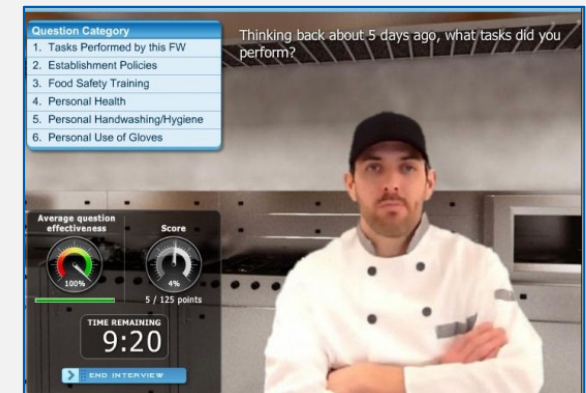 Question Category
1. Tasks Performed by this FW
2. Establishment Policies
3. Food Safety Training
4. Personal Health
5. Personal Handwashing/Hygiene
6. Personal Use of Gloves
Thinking back about 5 days ago, what tasks did you
perform?
Average question
effectiveness
100%
Score
4%
5 / 125 points
TIME REMAINING
9:20
END INTERVIEW